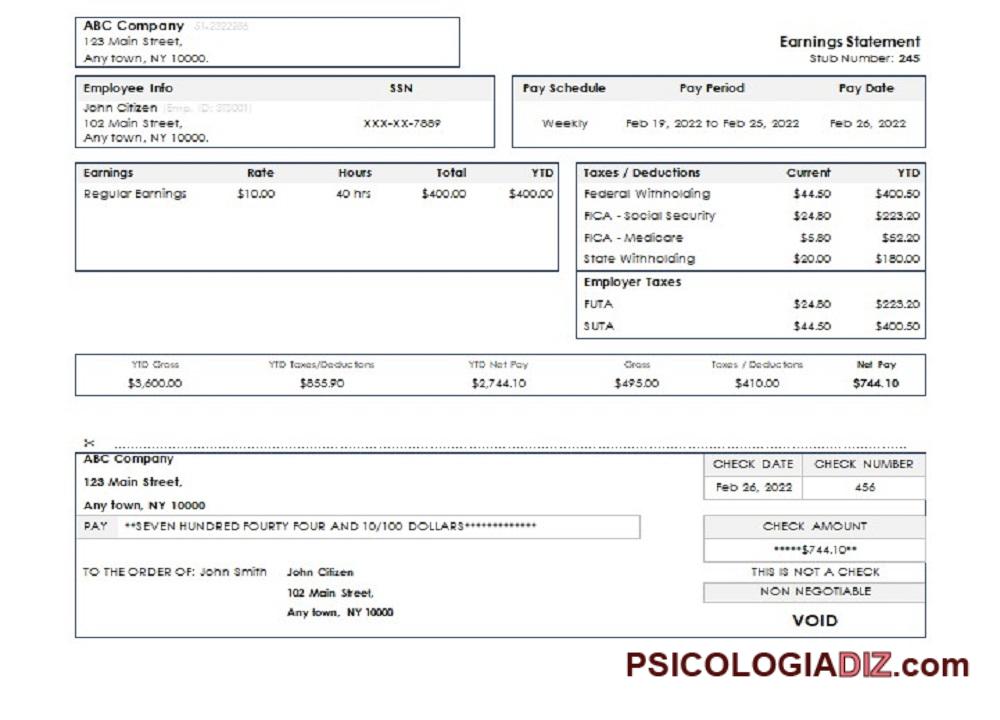 ABC Company 51-2322286
123 Main Street,
Any town, NY 10000.
Earnings Statement
Stub Number: 245
Employee Info SSN
John Citizen (Emp. ID: ST3001)
102 Main Street,
Any town, NY 10000.
XXX-XX-7889
Pay Schedule Pay Period Pay Date
Weekly Feb 19, 2022 to Feb 25, 2022 Feb 26, 2022
Earnings Rate Hours Total YTD
Regular Earnings $10.00 40 hrs $400.00 $400.00
Taxes / Deductions Current YTD
Federal Withholding $44.50 $400.50
FICA - Social Security $24.80 $223.20
FICA - Medicare $5.80 $52.20
State Withholding $20.00 $180.00
Employer Taxes
FUTA $24.80 $223.20
SUTA $44.50 $400.50
YTD Gross YTD Taxes/Deductions YTD Net Pay Gross Taxes / Deductions Net Pay
$3,600.00 $855.90 $2,744.10 $495.00 $410.00 $744.10
ABC Company
123 Main Street,
Any town, NY 10000
CHECK DATE CHECK NUMBER
Feb 26, 2022 456
PAY **SEVEN HUNDRED FOURTY FOUR AND 10/100 DOLLARS*************
CHECK AMOUNT
*****$744.10**
TO THE ORDER OF: John Smith John Citizen
102 Main Street,
Any town, NY 10000
THIS IS NOT A CHECK
NON NEGOTIABLE
VOID
PSICOLOGIADIZ.com